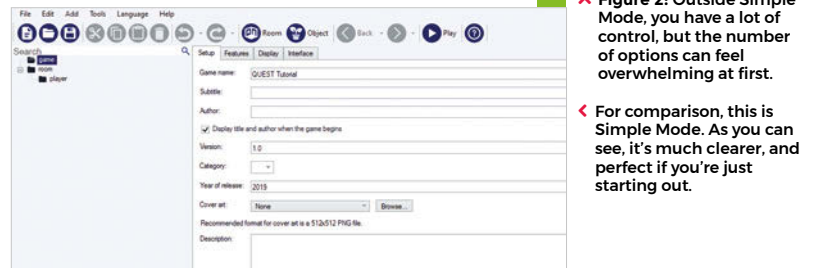 File Edit Add Tools Language Help
Room Object Back Play
Search
game
room
player
Setup Features Display Interface
Game name: QUEST Tutorial
Subtitle:
Author:
Display title and author when the game begins
Version: 1.0
Category:
Year of release: 2019
Cover art: None Browse...
Recommended format for cover art is a 512x512 PNG file.
Description:
Figure 2: Outside Simple
Mode, you have a lot of
control, but the number
of options can feel
overwhelming at first.
For comparison, this is
Simple Mode. As you can
see, it's much clearer, and
perfect if you're just
starting out.